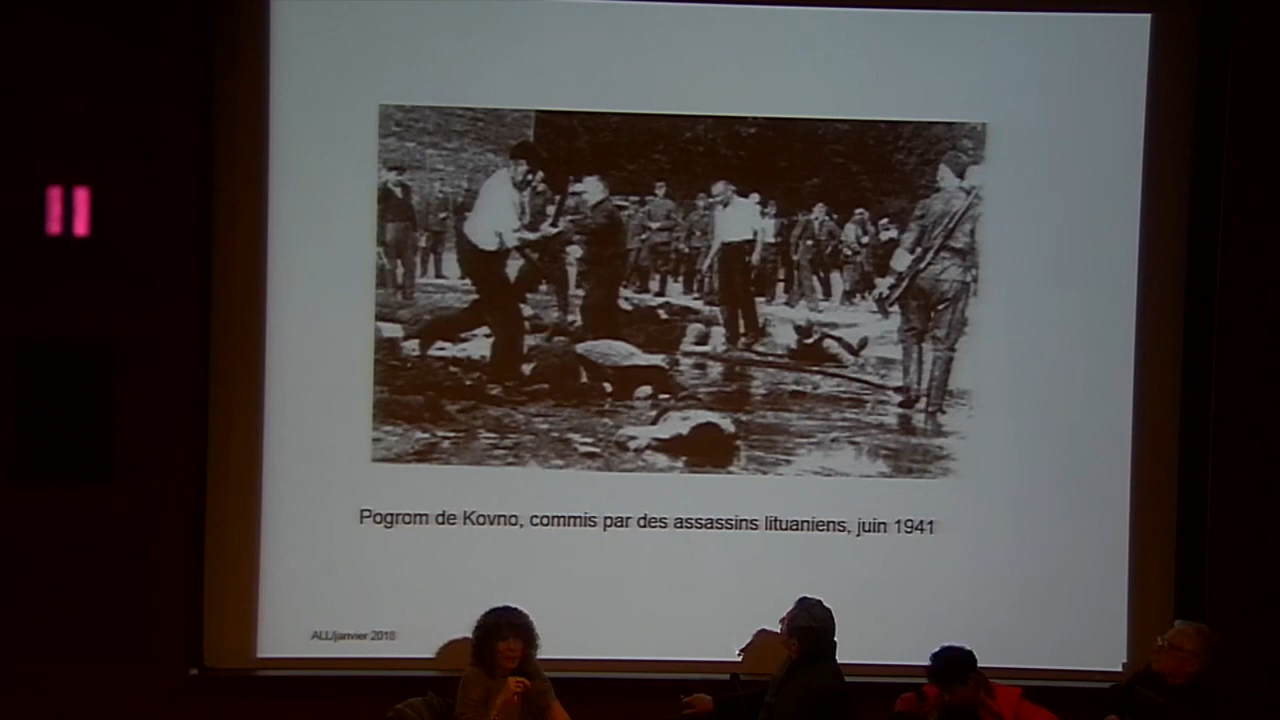 Pogrom de Kovno, commis par des assassins lituaniens, juin 1941
ALL/janvier 2018